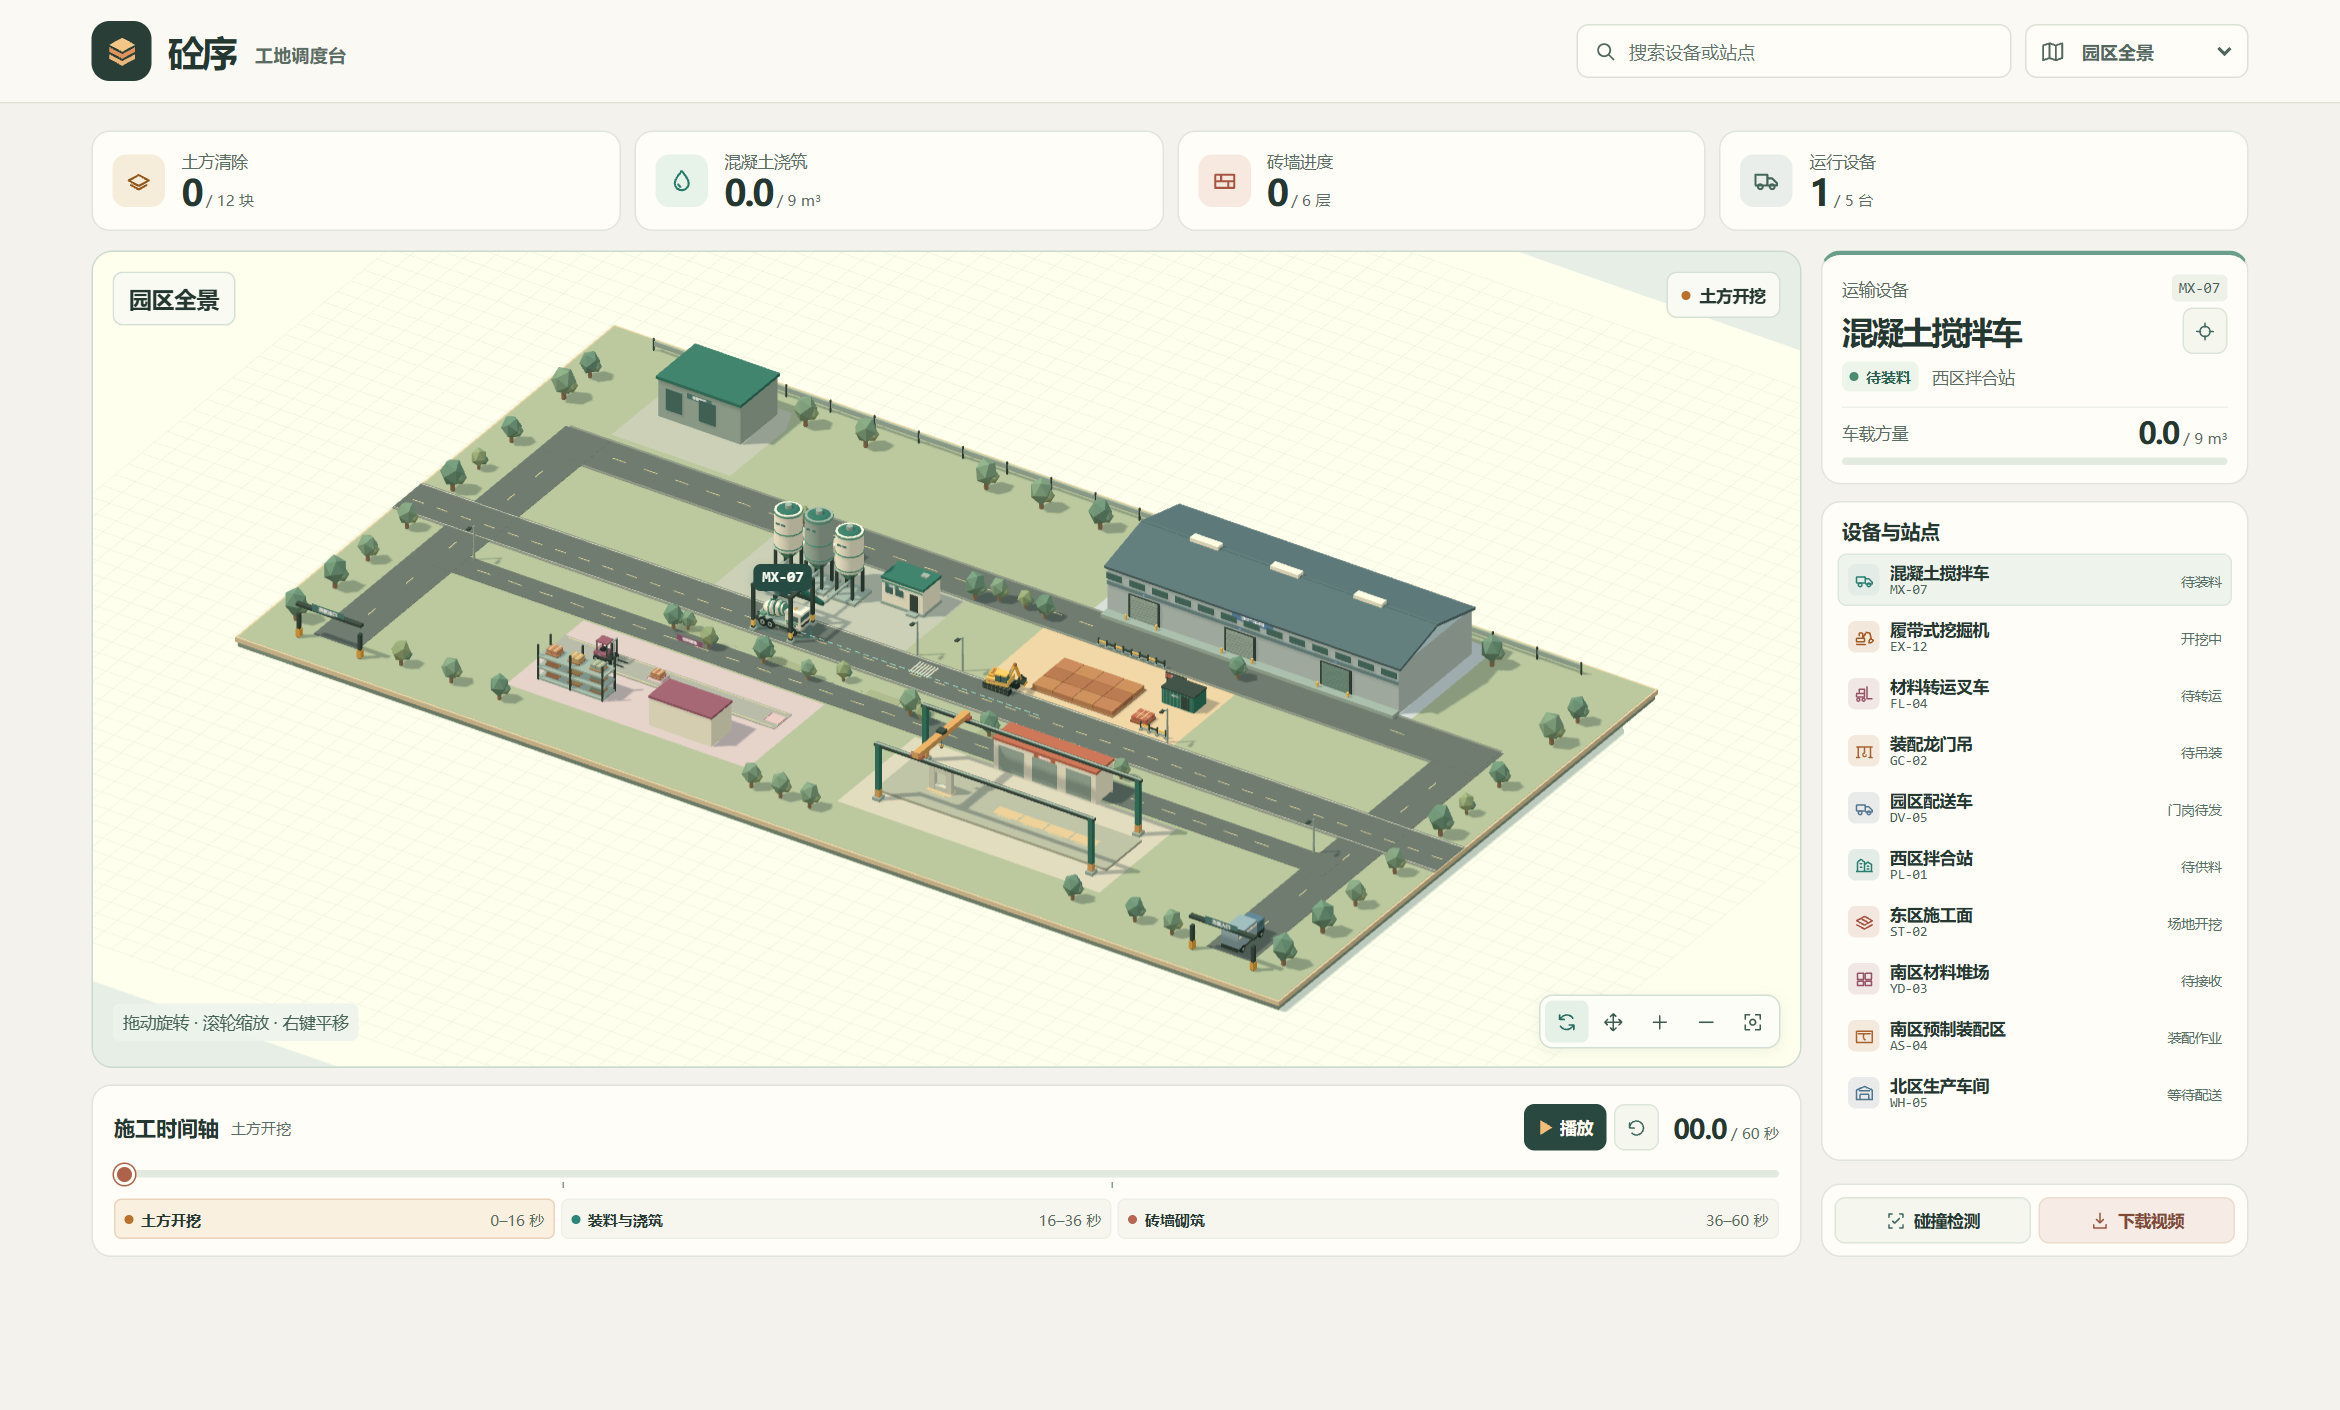 砼序 工地调度台
搜索设备或站点
园区全景
土方清除
0 / 12 块
混凝土浇筑
0.0 / 9 m³
砖墙进度
0 / 6 层
运行设备
1 / 5 台
园区全景
土方开挖
MX-07
拖动旋转 · 滚轮缩放 · 右键平移
运输设备 MX-07
混凝土搅拌车
待装料 西区拌合站
车载方量 0.0 / 9 m³
设备与站点
混凝土搅拌车
MX-07
待装料
履带式挖掘机
EX-12
开挖中
材料转运叉车
FL-04
待转运
装配龙门吊
GC-02
待吊装
园区配送车
DV-05
门岗待发
西区拌合站
PL-01
待供料
东区施工面
ST-02
场地开挖
南区材料堆场
YD-03
待接收
南区预制装配区
AS-04
装配作业
北区生产车间
WH-05
等待配送
施工时间轴 土方开挖
播放
00.0 / 60 秒
土方开挖 0–16 秒
装料与浇筑 16–36 秒
砖墙砌筑 36–60 秒
碰撞检测
下载视频